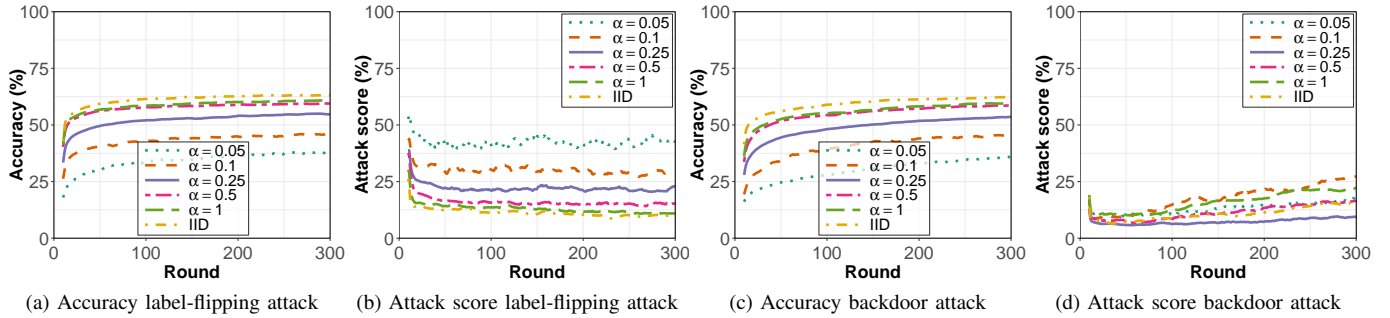 100
75
50
25
0
0
100
200
300
Accuracy (%)
Round
α = 0.05
α = 0.1
α = 0.25
α = 0.5
α = 1
IID
(a) Accuracy label-flipping attack
100
75
50
25
0
0
100
200
300
Attack score (%)
Round
α = 0.05
α = 0.1
α = 0.25
α = 0.5
α = 1
IID
(b) Attack score label-flipping attack
100
75
50
25
0
0
100
200
300
Accuracy (%)
Round
α = 0.05
α = 0.1
α = 0.25
α = 0.5
α = 1
IID
(c) Accuracy backdoor attack
100
75
50
25
0
0
100
200
300
Attack score (%)
Round
α = 0.05
α = 0.1
α = 0.25
α = 0.5
α = 1
IID
(d) Attack score backdoor attack